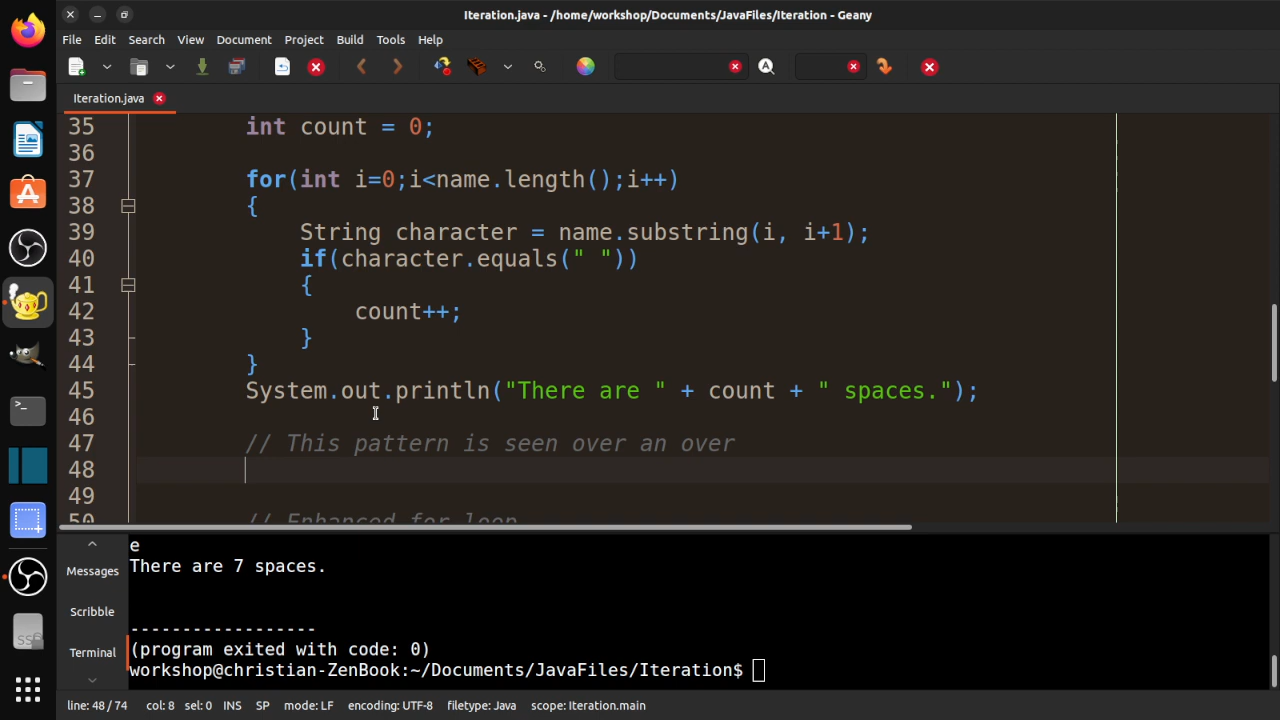 Iteration.java - /home/workshop/Documents/JavaFiles/Iteration - Geany
File Edit Search View Document Project Build Tools Help
Iteration.java
35 int count = 0;
36
37 for(int i=0;i<name.length();i++)
38 {
39 String character = name.substring(i, i+1);
40 if(character.equals(" "))
41 {
42 count++;
43 }
44 }
45 System.out.println("There are " + count + " spaces.");
46
47 // This pattern is seen over an over
48
49
50 // Enhanced for loop
e
Messages
There are 7 spaces.
Scribble
-----------------
Terminal
(program exited with code: 0)
workshop@christian-ZenBook:~/Documents/JavaFiles/Iteration$
line: 48 / 74 col: 8 sel: 0 INS SP mode: LF encoding: UTF-8 filetype: Java scope: Iteration.main